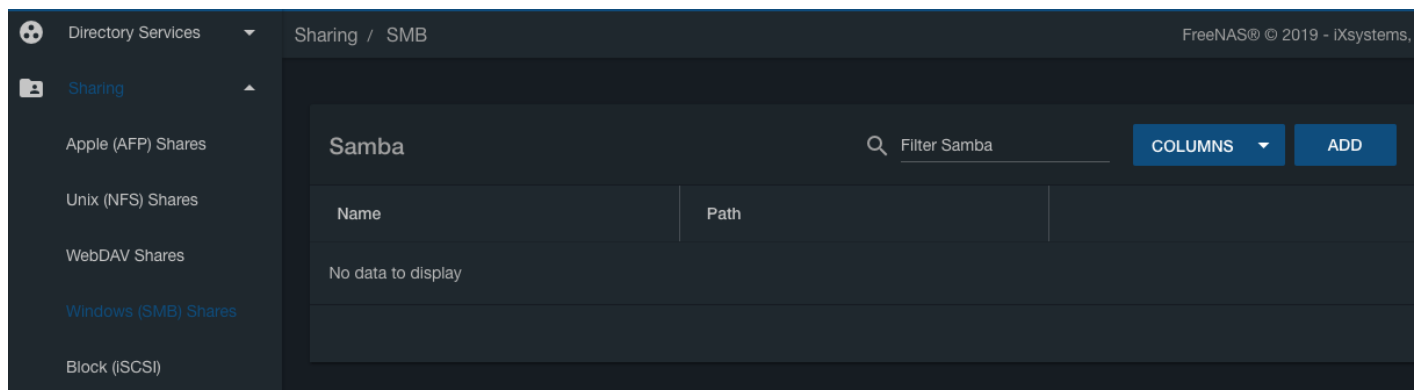 Directory Services
Sharing / SMB
FreeNAS® © 2019 - iXsystems,
Sharing
Apple (AFP) Shares
Unix (NFS) Shares
WebDAV Shares
Windows (SMB) Shares
Block (iSCSI)
Samba
Filter Samba
COLUMNS
ADD
Name
Path
No data to display